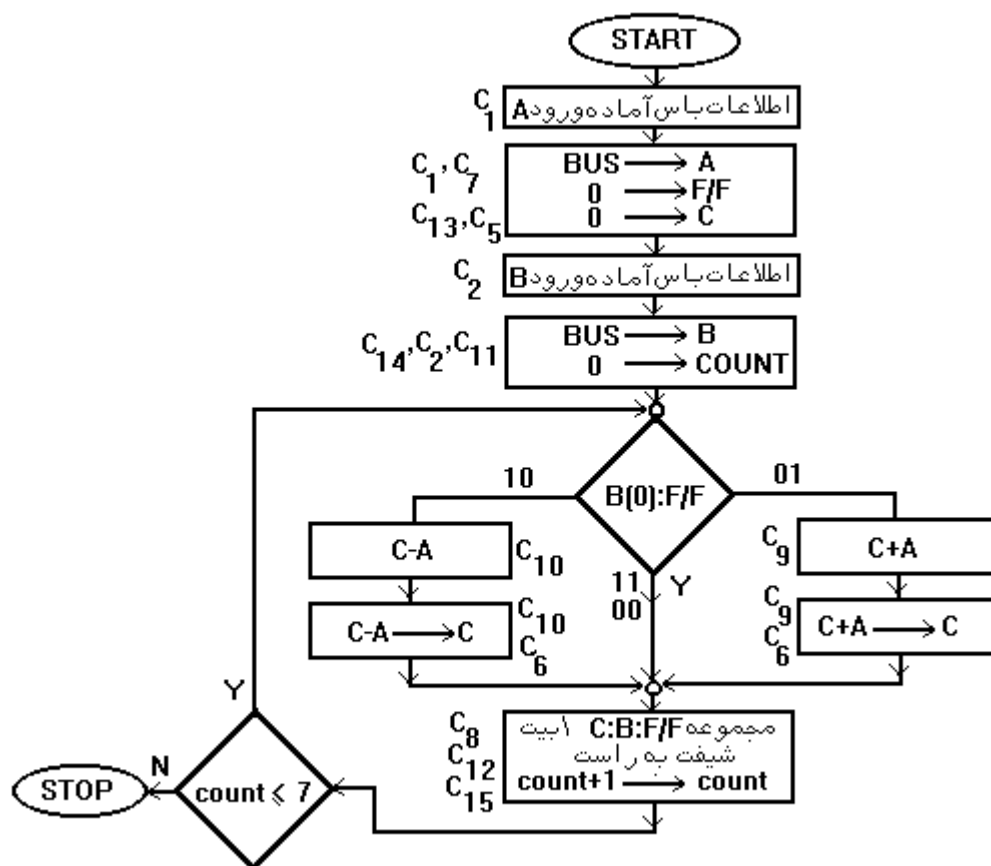 START
C1
اطلاعات باس آماده ورود A
C1, C7
C13, C5
BUS → A
0 → F/F
0 → C
C2
اطلاعات باس آماده ورود B
C14, C2, C11
BUS → B
0 → COUNT
10
B(0):F/F
01
C-A
C10
C9
C+A
11
00
Y
C-A → C
C10
C6
C9
C6
C+A → C
Y
C8
C12
C15
مجموعه C:B:F/F ۱ بیت
شیفت به راست
count+1 → count
STOP
N
count ≤ 7